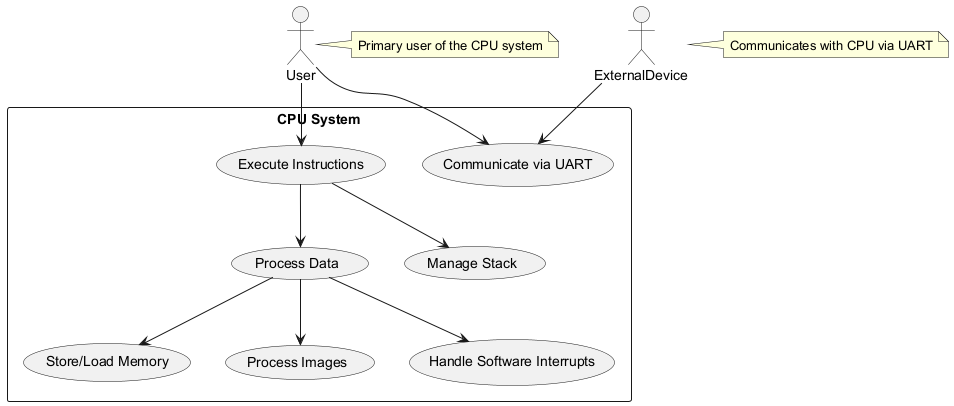 Primary user of the CPU system
Communicates with CPU via UART
User
ExternalDevice
CPU System
Execute Instructions
Communicate via UART
Process Data
Manage Stack
Store/Load Memory
Process Images
Handle Software Interrupts